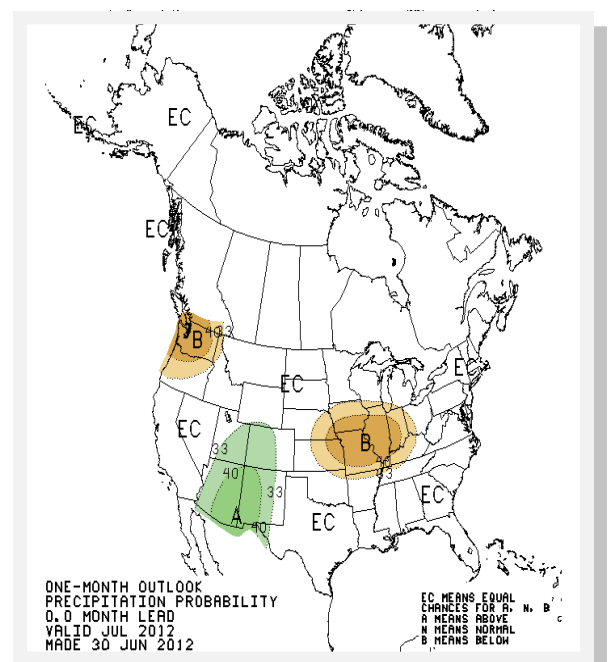 EC
EC
EC
B
40
33
EC
EC
EC
B
40
33
33
40
33
A
40
EC
EC
ONE-MONTH OUTLOOK
PRECIPITATION PROBABILITY
0.0 MONTH LEAD
VALID JUL 2012
MADE 30 JUN 2012
EC MEANS EQUAL
CHANCES FOR A, N, B
A MEANS ABOVE
N MEANS NORMAL
B MEANS BELOW